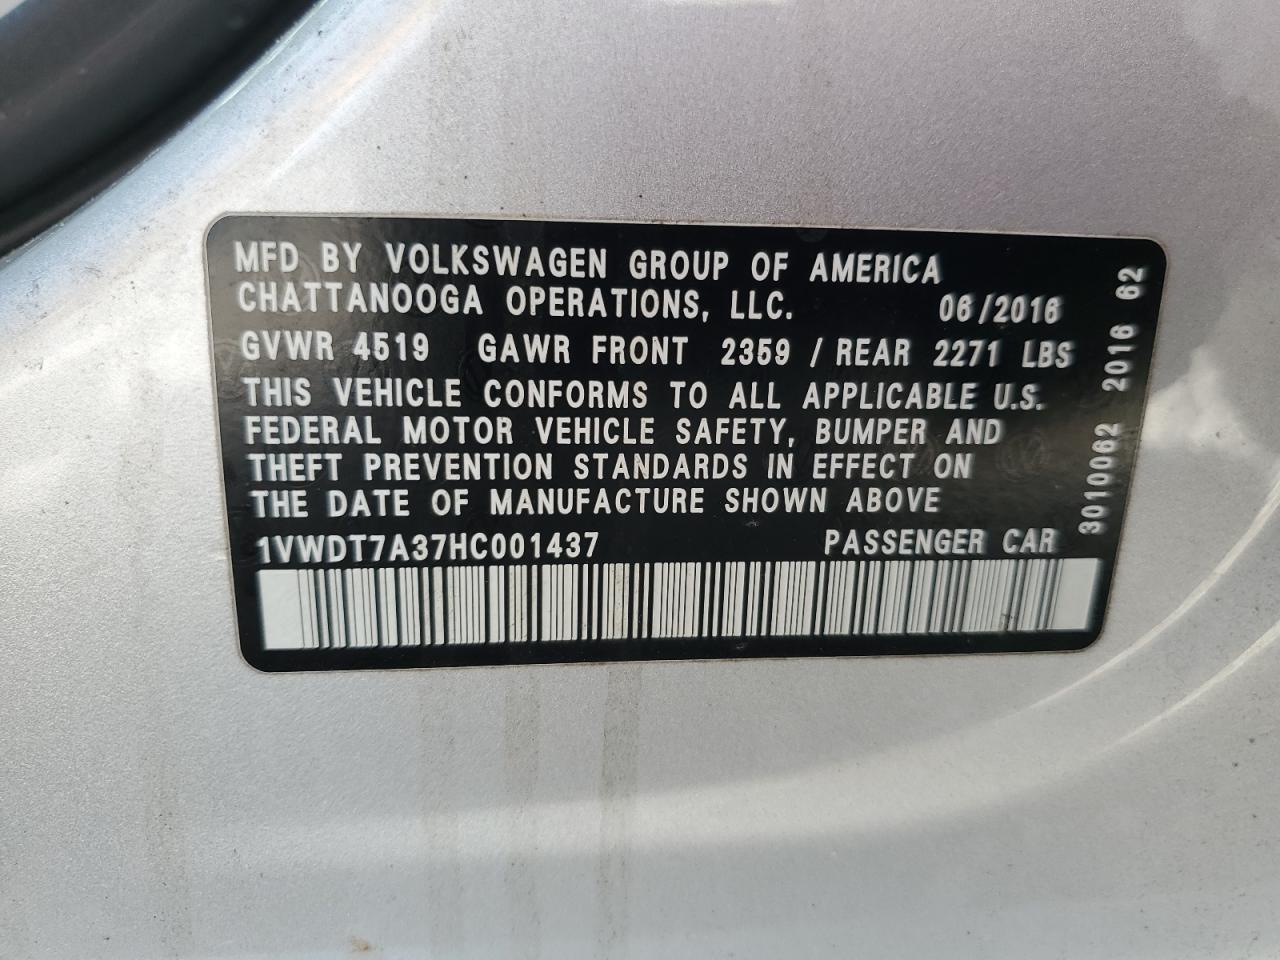 MFD BY VOLKSWAGEN GROUP OF AMERICA
CHATTANOOGA OPERATIONS, LLC. 06/2016
GVWR 4519 GAWR FRONT 2359 / REAR 2271 LBS
THIS VEHICLE CONFORMS TO ALL APPLICABLE U.S.
FEDERAL MOTOR VEHICLE SAFETY, BUMPER AND
THEFT PREVENTION STANDARDS IN EFFECT ON
THE DATE OF MANUFACTURE SHOWN ABOVE
1VWDT7A37HC001437 PASSENGER CAR
3010062 2016 62